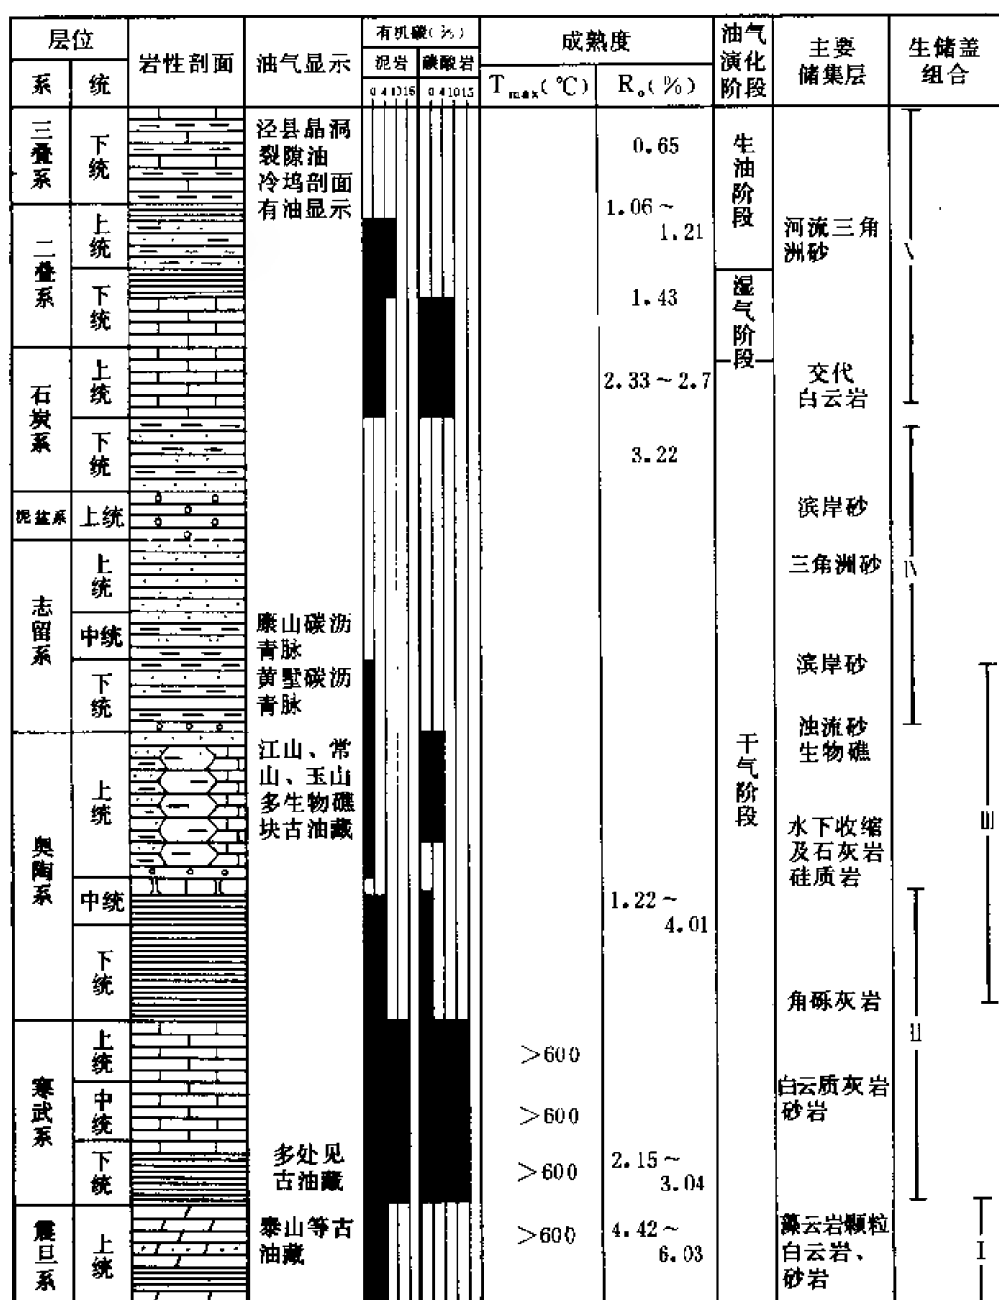 层位
岩性剖面
油气显示
有机碳(%)
成熟度
油气
演化
阶段
主要
储集层
生储盖
组合
系
统
泥岩
碳酸岩
Tmax(℃)
R。(%)
三叠系
下统
泾县晶洞
裂隙油
冷坞剖面
有油显示
0.65
生油阶段
二叠系
上统
1.06~
1.21
河流三角
洲砂
Ⅴ
下统
1.43
湿气阶段
石炭系
上统
2.33~2.7
交代
白云岩
下统
3.22
泥盆系
上统
滨岸砂
志留系
上统
三角洲砂
Ⅳ
中统
康山碳沥
青脉
下统
黄墅碳沥
青脉
滨岸砂
干气阶段
奥陶系
上统
江山、常
山、玉山
多生物礁
块古油藏
浊流砂
生物礁
水下收缩
及石灰岩
硅质岩
Ⅲ
中统
1.22~
4.01
下统
角砾灰岩
Ⅱ
寒武系
上统
>600
中统
>600
白云质灰岩
砂岩
下统
多处见
古油藏
>600
2.15~
3.04
震旦系
上统
泰山等古
油藏
>600
4.42~
6.03
藻云岩颗粒
白云岩、
砂岩
Ⅰ